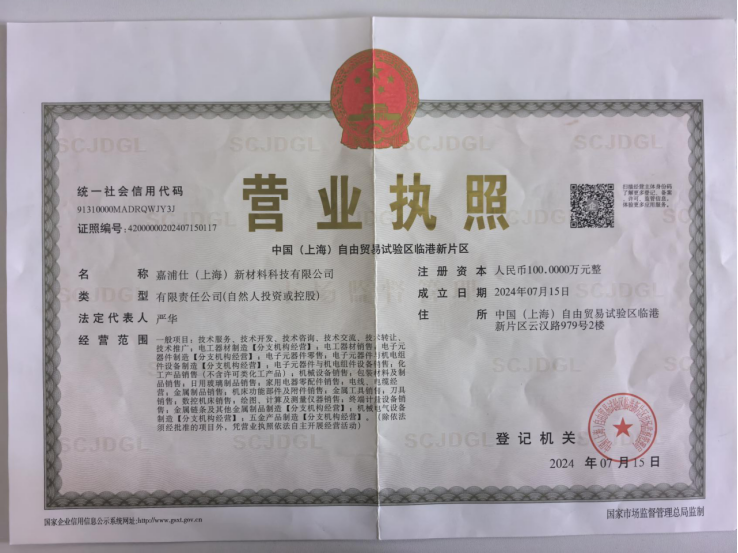 统一社会信用代码
91310000MADRQWJY3J
证照编号:42000000202407150117
营业执照
扫描经营主体身份码
了解更多登记、备案、
许可、监管信息,
体验更多应用服务。
中国(上海)自由贸易试验区临港新片区
名 称 嘉浦仕(上海)新材料科技有限公司
类 型 有限责任公司(自然人投资或控股)
法定代表人 严华
经营范围 一般项目:技术服务、技术开发、技术咨询、技术交流、技术转让、
技术推广;电工器材制造【分支机构经营】;电工器材销售;电子元
器件制造【分支机构经营】;电子元器件零售;电子元器件与机电组
件设备制造【分支机构经营】;电子元器件与机电组件设备销售;化
工产品销售(不含许可类化工产品);机械设备销售;包装材料及制
品销售;日用玻璃制品销售;家用电器零配件销售;电线、电缆经
营;金属制品销售;机床功能部件及附件销售;金属工具销售;刀具
销售;数控机床销售;绘图、计算及测量仪器销售;终端计量设备销
售;金属链条及其他金属制品制造【分支机构经营】;机械电气设备
制造【分支机构经营】;五金产品制造【分支机构经营】。(除依法
须经批准的项目外,凭营业执照依法自主开展经营活动)
注册资本 人民币100.0000万元整
成立日期 2024年07月15日
住 所 中国(上海)自由贸易试验区临港
新片区云汉路979号2楼
登记机关
2024 年 07 月 15 日
国家企业信用信息公示系统网址:http://www.gsxt.gov.cn
国家市场监督管理总局监制
SCJDGL